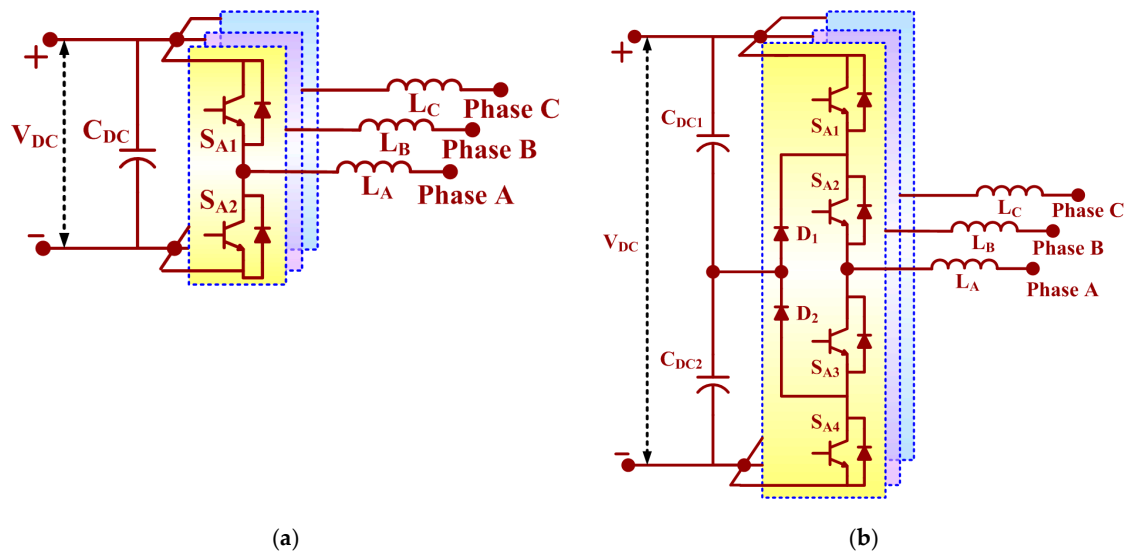 +
V_DC
−
C_DC
S_A1
S_A2
L_C
Phase C
L_B
Phase B
L_A
Phase A
(a)
+
V_DC
−
C_DC1
C_DC2
D_1
D_2
S_A1
S_A2
S_A3
S_A4
L_C
Phase C
L_B
Phase B
L_A
Phase A
(b)